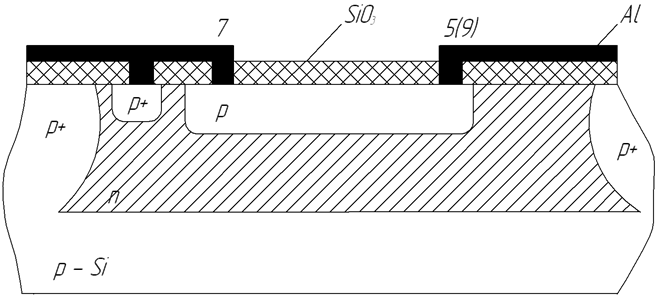 7 SiO₃ 5(9) Al
p+ p+ p p+
n
p – Si